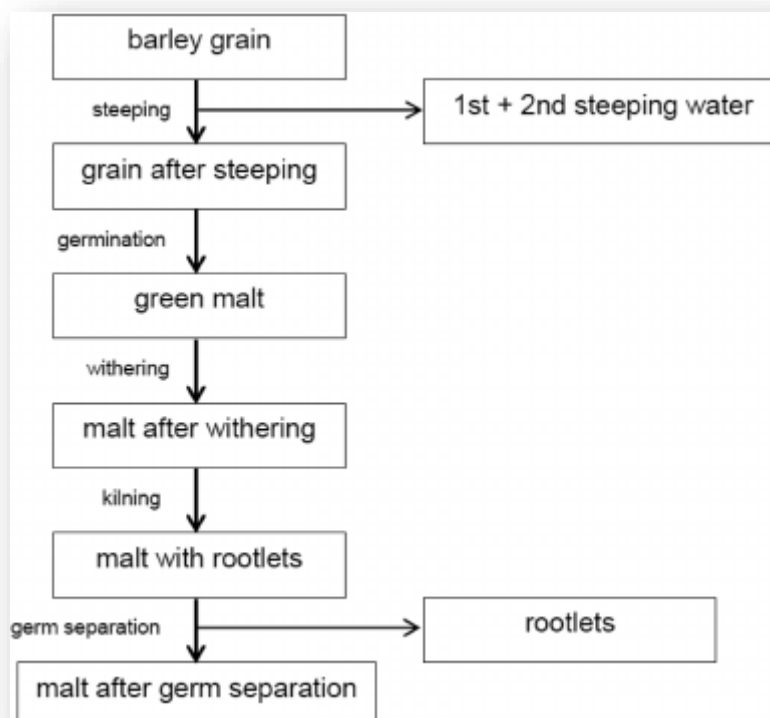 barley grain
steeping
1st + 2nd steeping water
grain after steeping
germination
green malt
withering
malt after withering
kilning
malt with rootlets
germ separation
rootlets
malt after germ separation